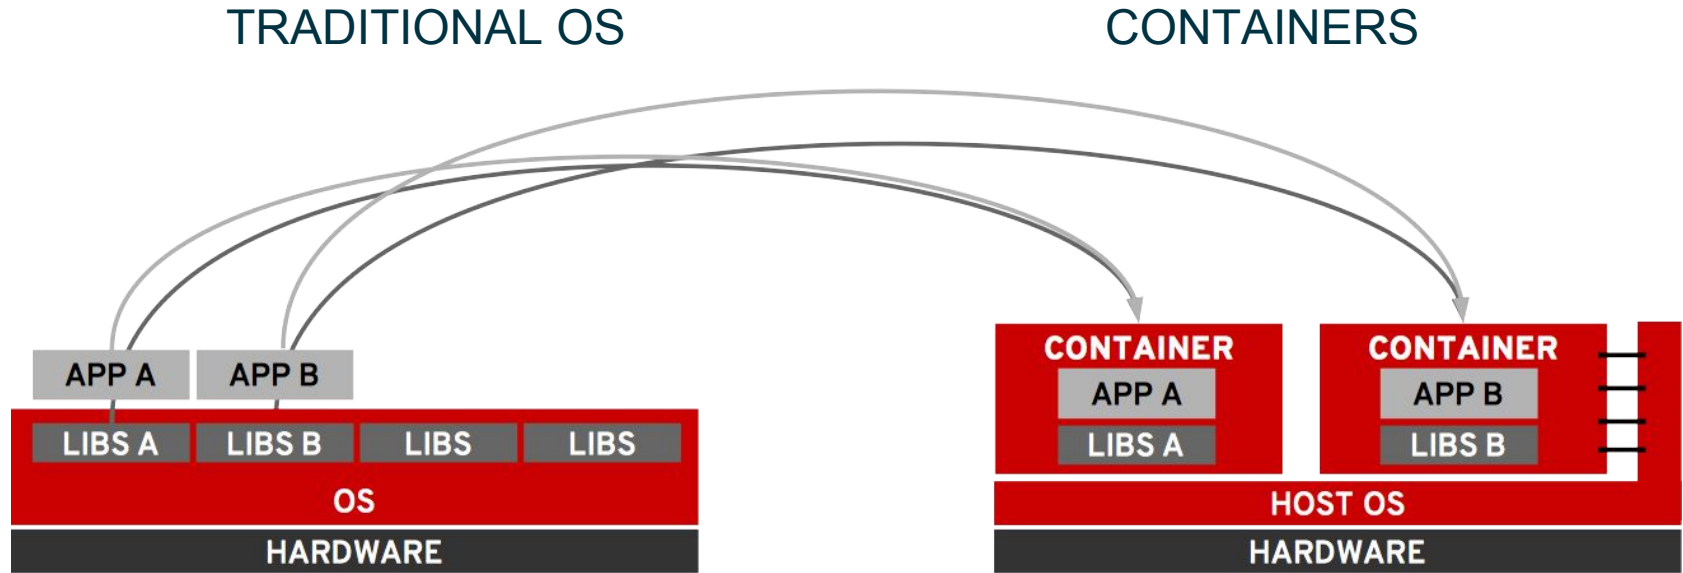 TRADITIONAL OS
APP A
APP B
LIBS A
LIBS B
LIBS
LIBS
OS
HARDWARE
CONTAINERS
CONTAINER
APP A
LIBS A
CONTAINER
APP B
LIBS B
HOST OS
HARDWARE